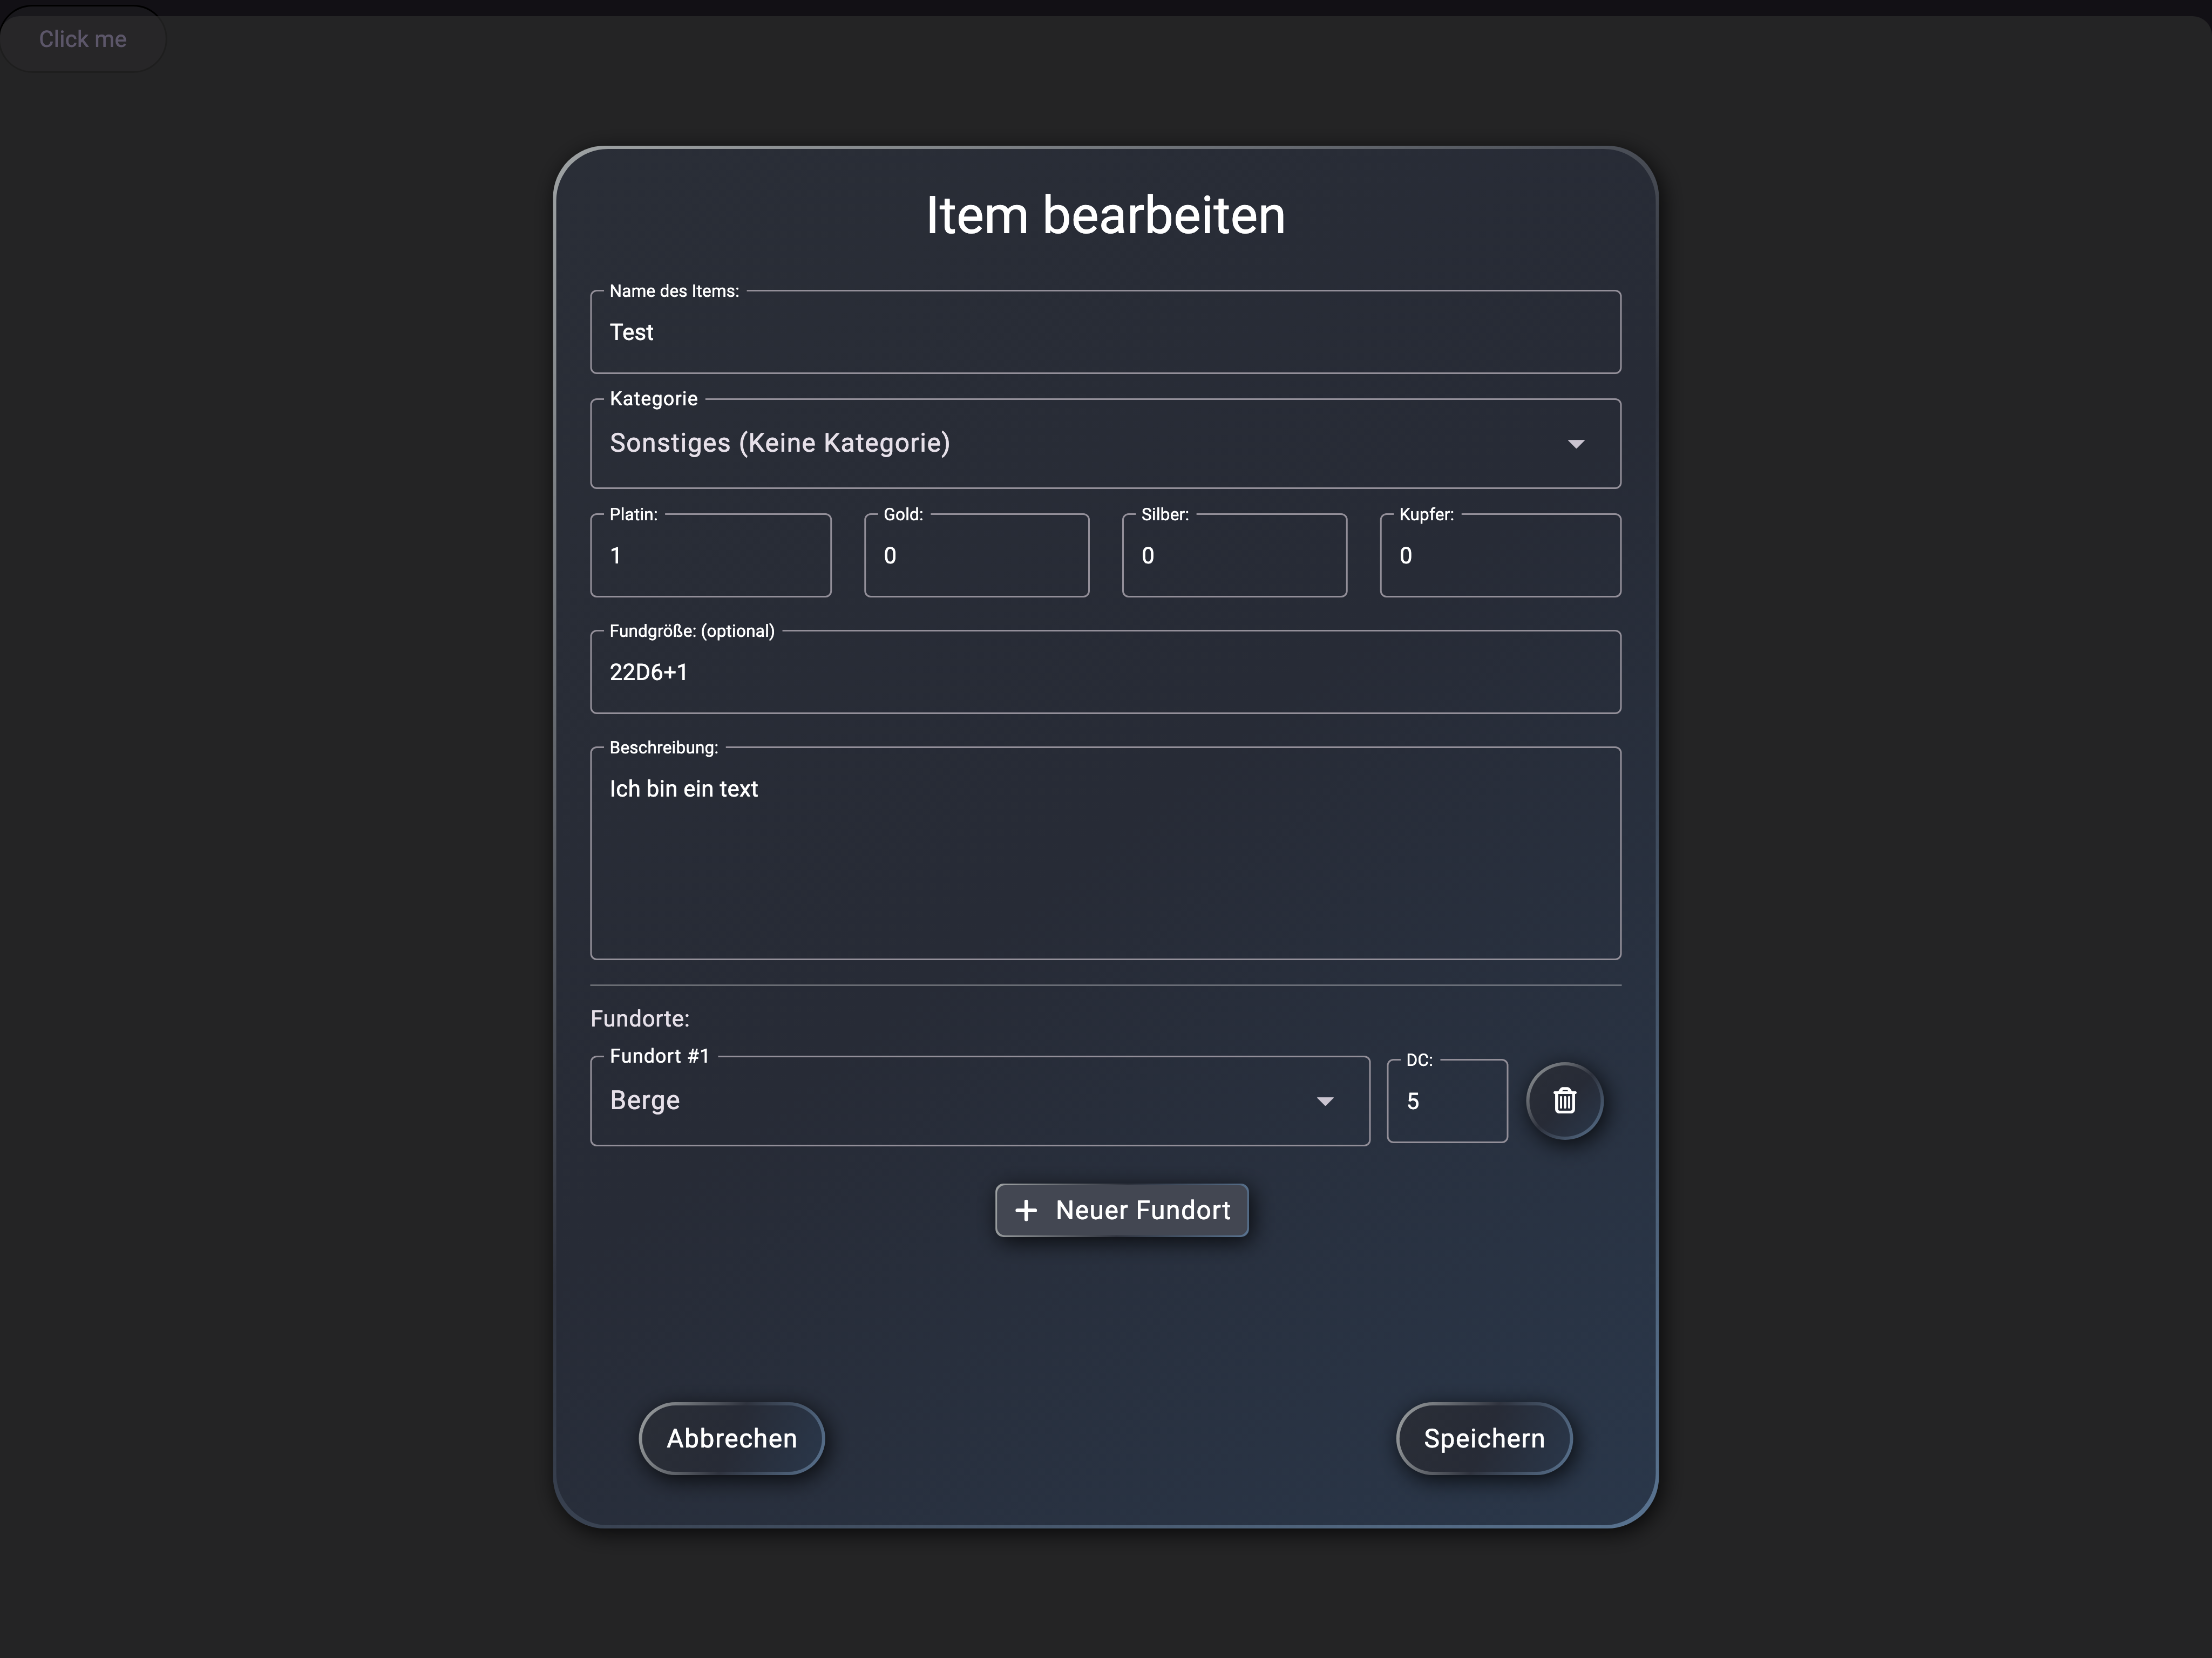 Click me
Item bearbeiten
Name des Items:
Test
Kategorie
Sonstiges (Keine Kategorie)
Platin: Gold: Silber: Kupfer:
1 0 0 0
Fundgröße: (optional)
22D6+1
Beschreibung:
Ich bin ein text
Fundorte:
Fundort #1 DC:
Berge 5
+ Neuer Fundort
Abbrechen Speichern